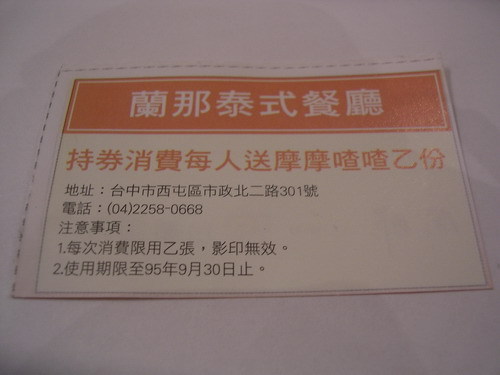 蘭那泰式餐廳
持券消費每人送摩摩喳喳乙份
地址：台中市西屯區市政北二路301號
電話：(04)2258-0668
注意事項：
1.每次消費限用乙張，影印無效。
2.使用期限至95年9月30日止。